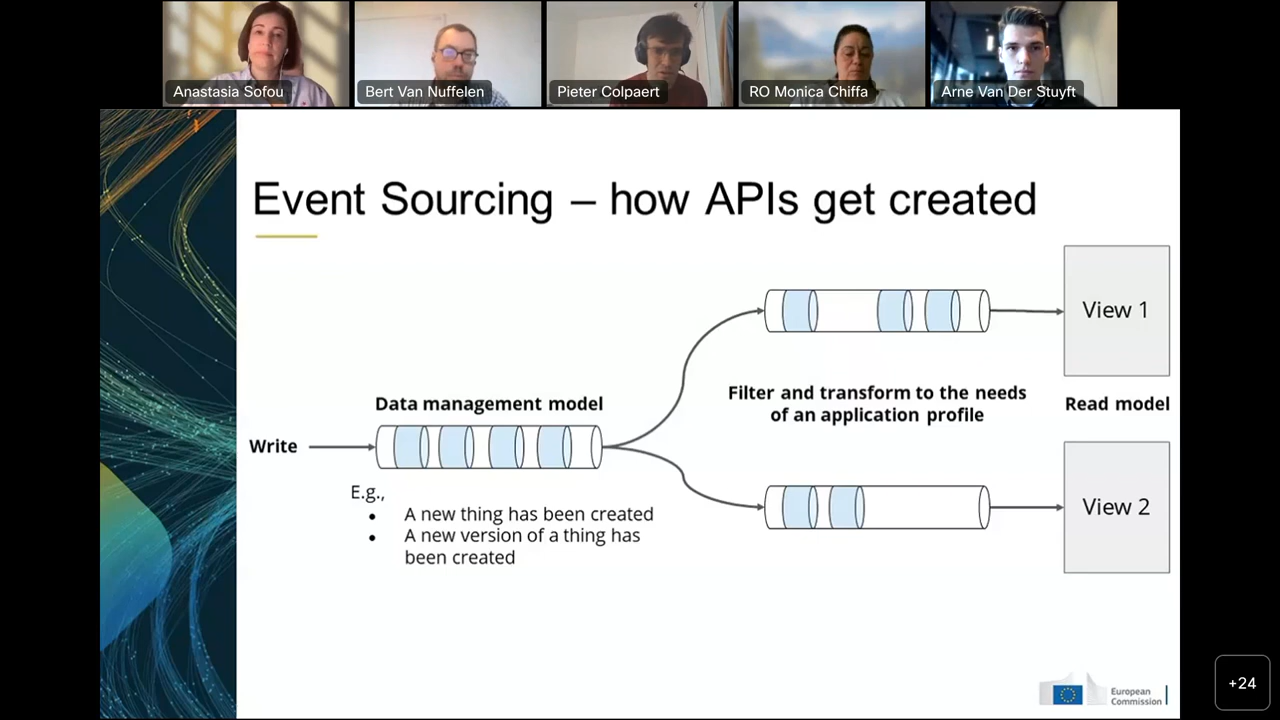 Anastasia Sofou
Bert Van Nuffelen
Pieter Colpaert
RO Monica Chiffa
Arne Van Der Stuyft
Event Sourcing – how APIs get created
View 1
Filter and transform to the needs
of an application profile
Read model
Data management model
Write
E.g.,
• A new thing has been created
• A new version of a thing has
been created
View 2
+24
European
Commission